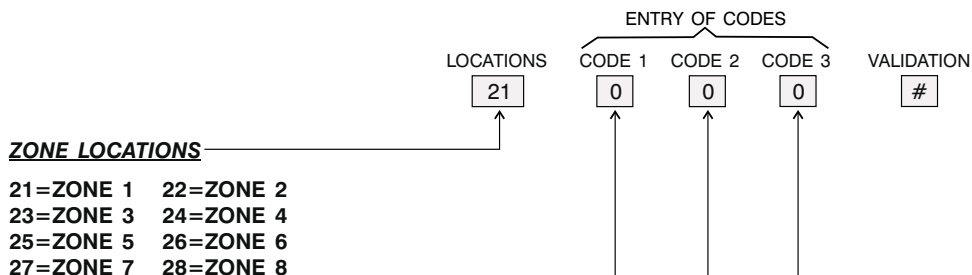 ENTRY OF CODES
LOCATIONS CODE 1 CODE 2 CODE 3 VALIDATION
21 0 0 0 #
ZONE LOCATIONS
21=ZONE 1 22=ZONE 2
23=ZONE 3 24=ZONE 4
25=ZONE 5 26=ZONE 6
27=ZONE 7 28=ZONE 8